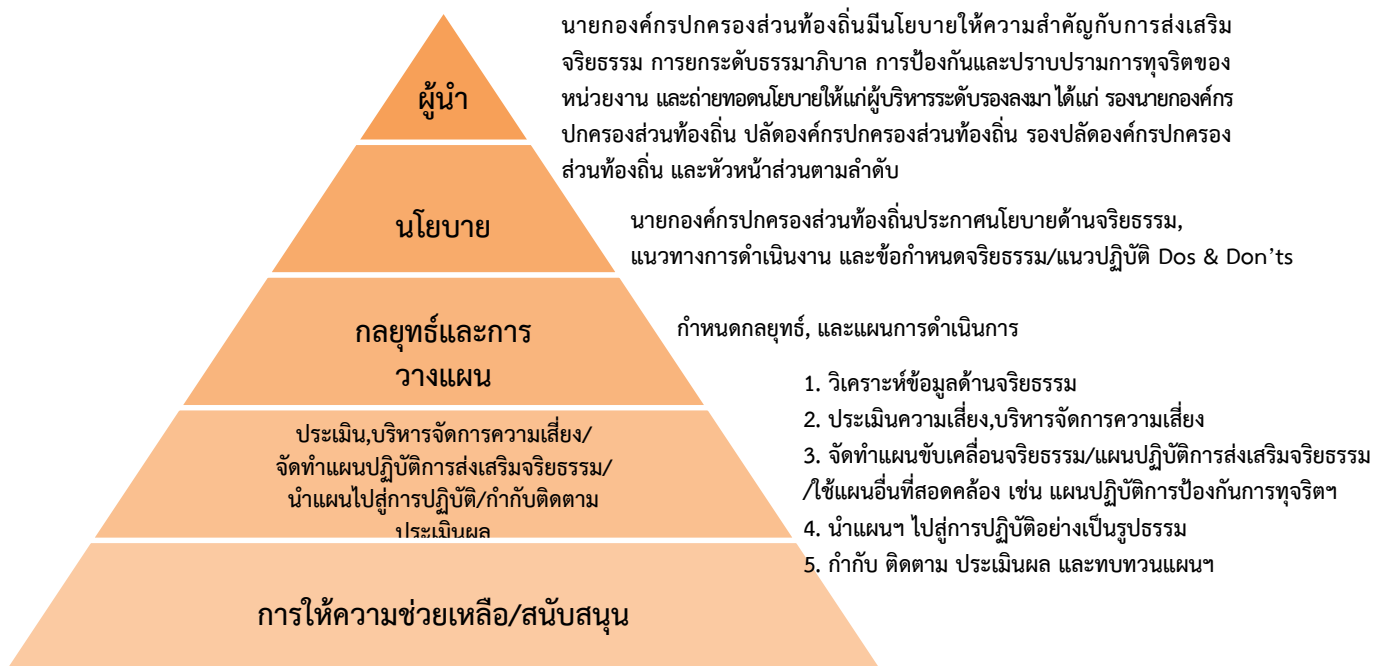 ผู้นำ
นายกองค์กรปกครองส่วนท้องถิ่นมีนโยบายให้ความสำคัญกับการส่งเสริม
จริยธรรม การยกระดับธรรมาภิบาล การป้องกันและปราบปรามการทุจริตของ
หน่วยงาน และถ่ายทอดนโยบายให้แก่ผู้บริหารระดับรองลงมา ได้แก่ รองนายกองค์กร
ปกครองส่วนท้องถิ่น ปลัดองค์กรปกครองส่วนท้องถิ่น รองปลัดองค์กรปกครอง
ส่วนท้องถิ่น และหัวหน้าส่วนตามลำดับ
นโยบาย
นายกองค์กรปกครองส่วนท้องถิ่นประกาศนโยบายด้านจริยธรรม,
แนวทางการดำเนินงาน และข้อกำหนดจริยธรรม/แนวปฏิบัติ Dos & Don'ts
กลยุทธ์และการ
วางแผน
กำหนดกลยุทธ์, และแผนการดำเนินการ
ประเมิน,บริหารจัดการความเสี่ยง/
จัดทำแผนปฏิบัติการส่งเสริมจริยธรรม/
นำแผนไปสู่การปฏิบัติ/กำกับติดตาม
ประเมินผล
1. วิเคราะห์ข้อมูลด้านจริยธรรม
2. ประเมินความเสี่ยง,บริหารจัดการความเสี่ยง
3. จัดทำแผนขับเคลื่อนจริยธรรม/แผนปฏิบัติการส่งเสริมจริยธรรม
/ใช้แผนอื่นที่สอดคล้อง เช่น แผนปฏิบัติการป้องกันการทุจริตฯ
4. นำแผนฯ ไปสู่การปฏิบัติอย่างเป็นรูปธรรม
5. กำกับ ติดตาม ประเมินผล และทบทวนแผนฯ
การให้ความช่วยเหลือ/สนับสนุน